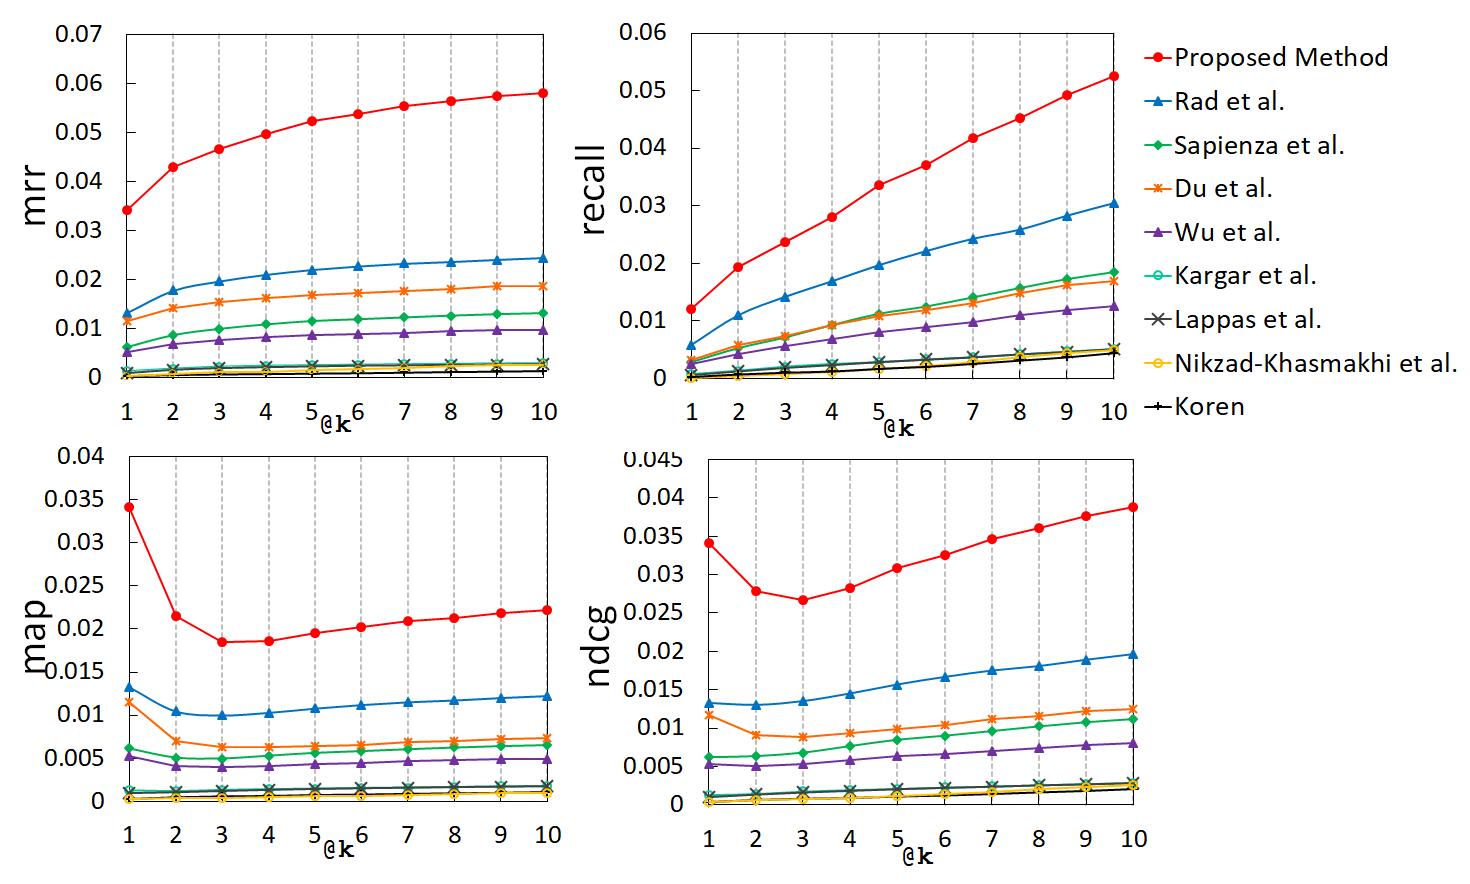 0.07
0.06
0.05
0.04
0.03
0.02
0.01
0
mrr
1 2 3 4 5 6 7 8 9 10
@k
0.06
0.05
0.04
0.03
0.02
0.01
0
recall
1 2 3 4 5 6 7 8 9 10
@k
Proposed Method
Rad et al.
Sapienza et al.
Du et al.
Wu et al.
Kargar et al.
Lappas et al.
Nikzad-Khasmakhi et al.
Koren
0.04
0.035
0.03
0.025
0.02
0.015
0.01
0.005
0
map
1 2 3 4 5 6 7 8 9 10
@k
0.045
0.04
0.035
0.03
0.025
0.02
0.015
0.01
0.005
0
ndcg
1 2 3 4 5 6 7 8 9 10
@k